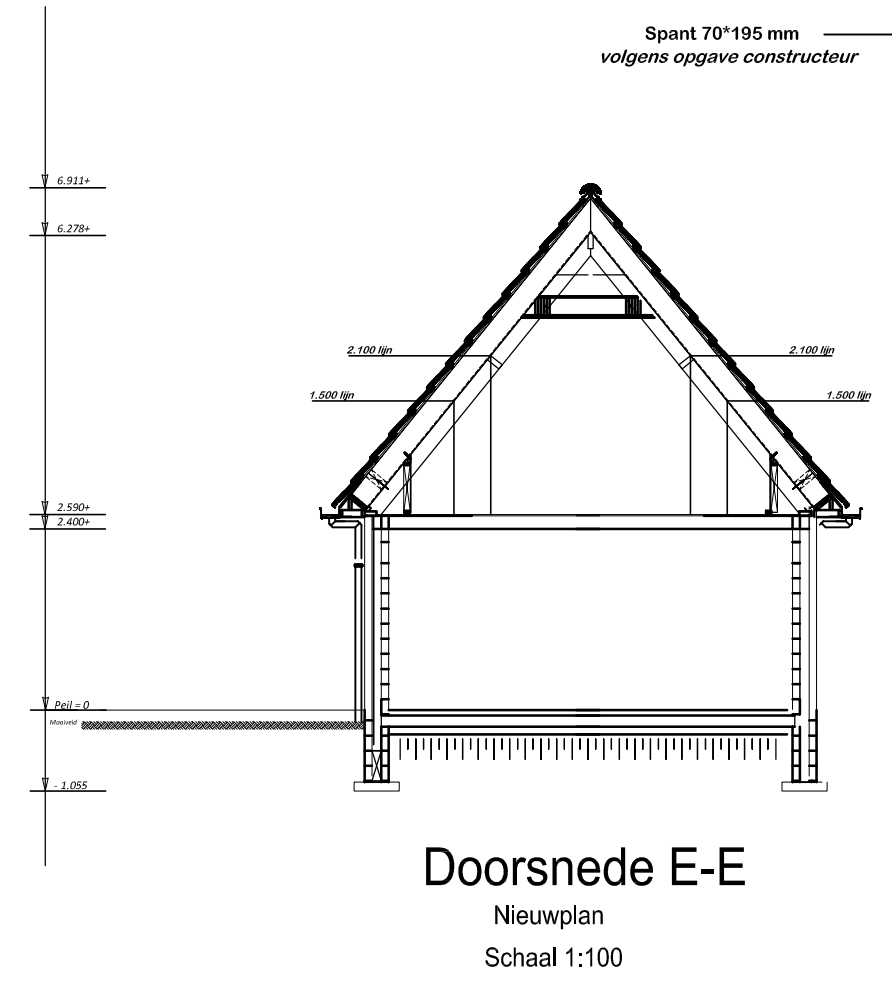 Spant 70*195 mm
volgens opgave constructeur
6.911+
6.278+
2.100 lijn
2.100 lijn
1.500 lijn
1.500 lijn
2.590+
2.400+
Peil = 0
Maaiveld
- 1.055
Doorsnede E-E
Nieuwplan
Schaal 1:100